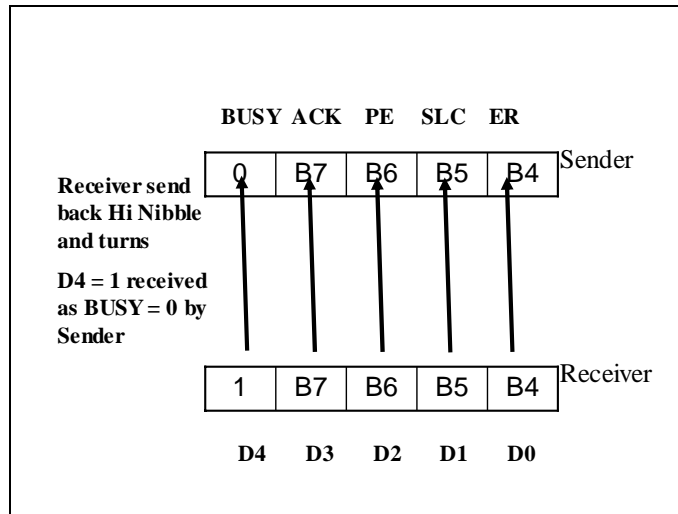 BUSY ACK PE SLC ER
0 B7 B6 B5 B4 Sender
Receiver send
back Hi Nibble
and turns
D4 = 1 received
as BUSY = 0 by
Sender
1 B7 B6 B5 B4 Receiver
D4 D3 D2 D1 D0